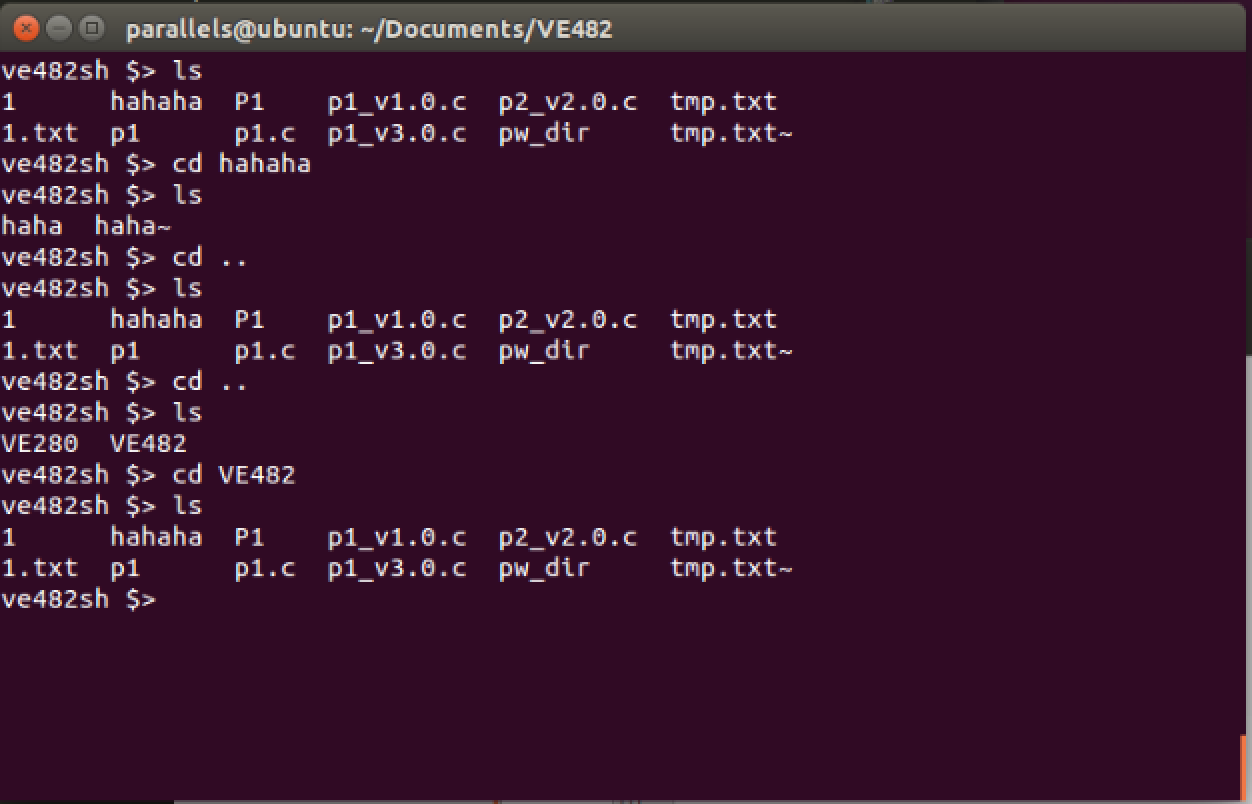 parallels@ubuntu: ~/Documents/VE482
ve482sh $> ls
1      hahaha  P1    p1_v1.0.c  p2_v2.0.c  tmp.txt
1.txt  p1      p1.c  p1_v3.0.c  pw_dir     tmp.txt~
ve482sh $> cd hahaha
ve482sh $> ls
haha  haha~
ve482sh $> cd ..
ve482sh $> ls
1      hahaha  P1    p1_v1.0.c  p2_v2.0.c  tmp.txt
1.txt  p1      p1.c  p1_v3.0.c  pw_dir     tmp.txt~
ve482sh $> cd ..
ve482sh $> ls
VE280  VE482
ve482sh $> cd VE482
ve482sh $> ls
1      hahaha  P1    p1_v1.0.c  p2_v2.0.c  tmp.txt
1.txt  p1      p1.c  p1_v3.0.c  pw_dir     tmp.txt~
ve482sh $>